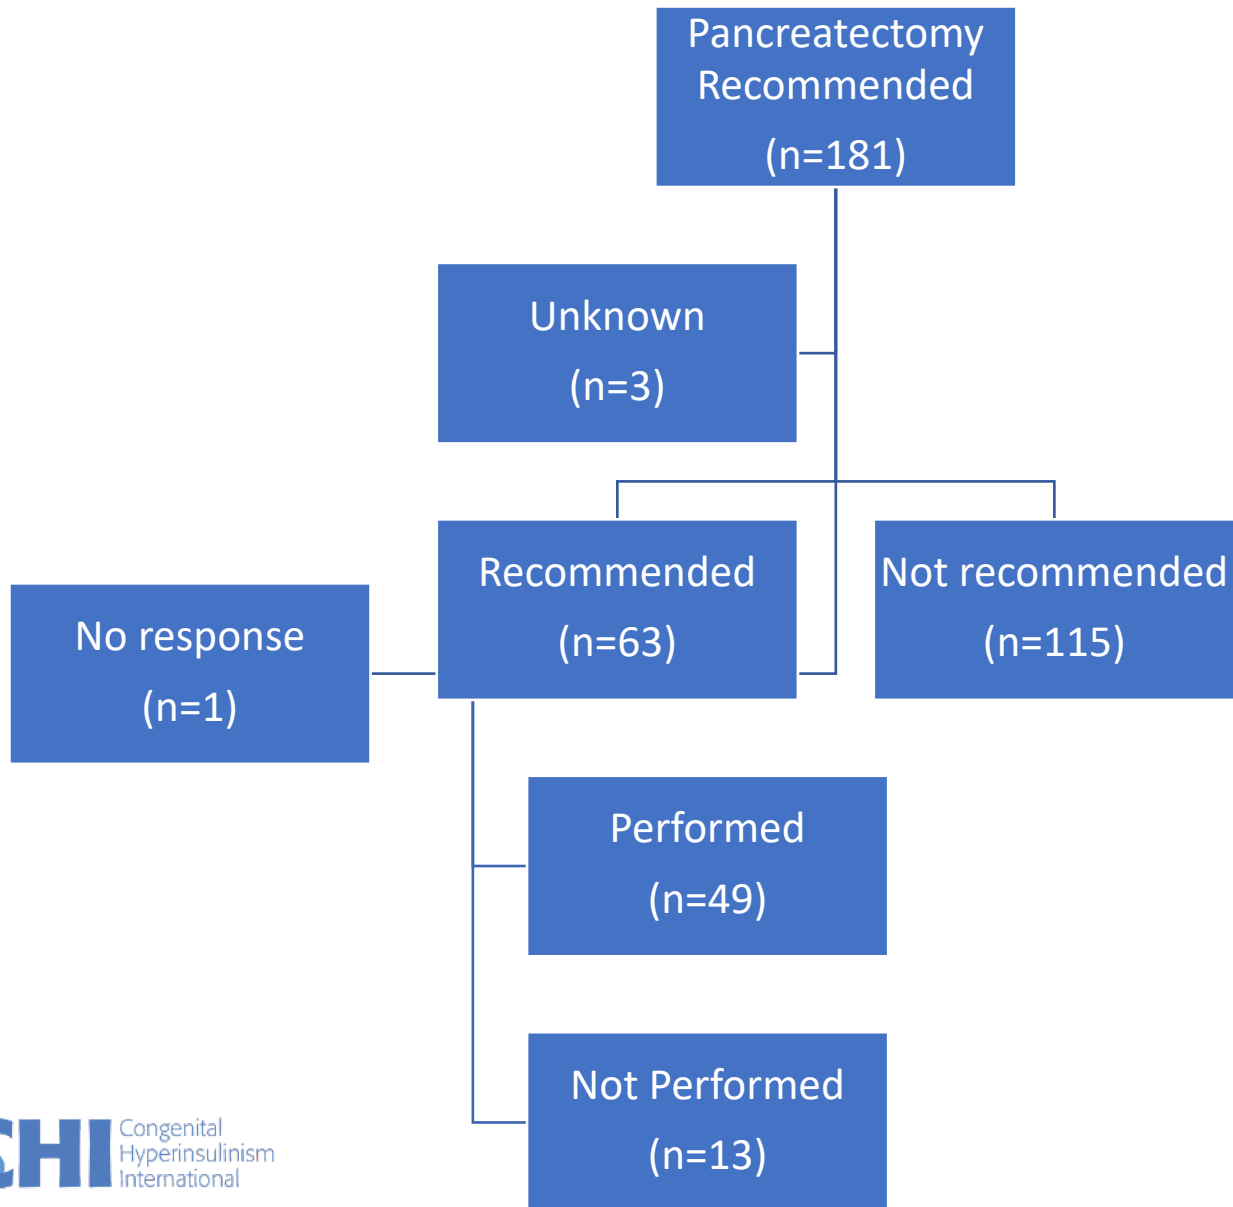 Pancreatectomy
Recommended
(n=181)
Unknown
(n=3)
Recommended
(n=63)
Not recommended
(n=115)
No response
(n=1)
Performed
(n=49)
Not Performed
(n=13)
CHI
Congenital
Hyperinsulinism
International